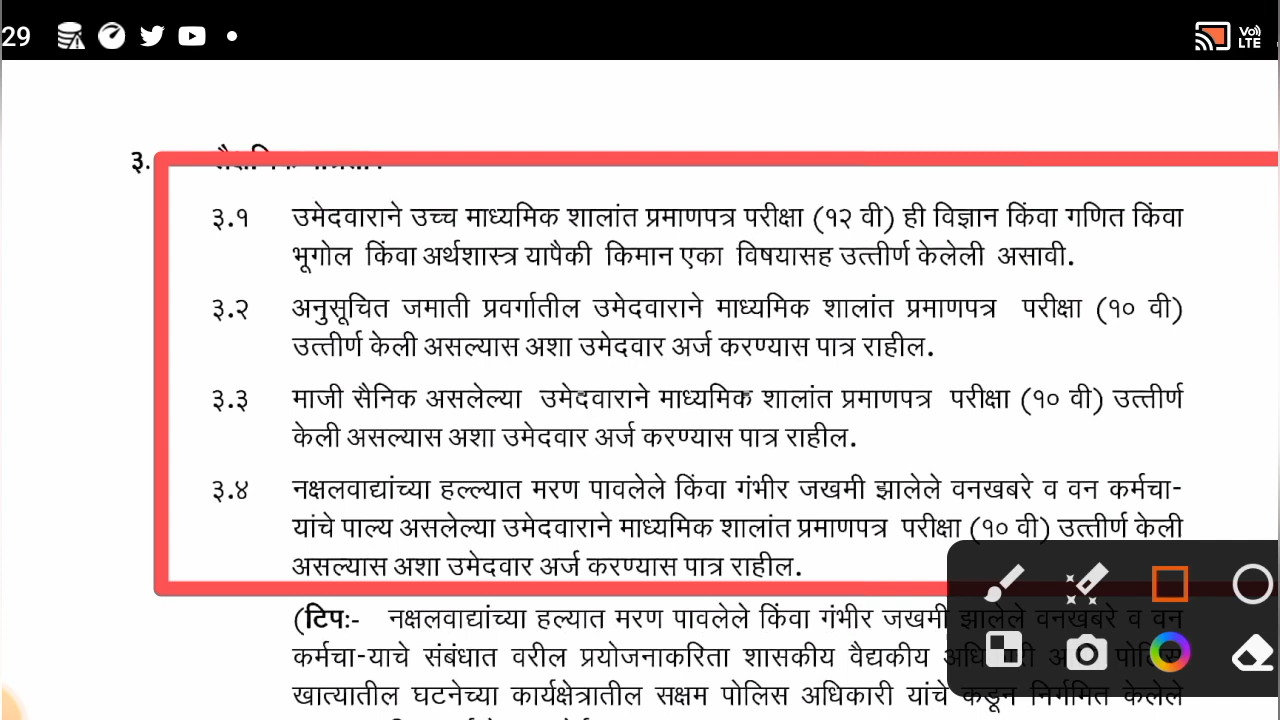 29
Vo)
LTE
३.
३.१ उमेदवाराने उच्च माध्यमिक शालांत प्रमाणपत्र परीक्षा (१२ वी) ही विज्ञान किंवा गणित किंवा
भूगोल किंवा अर्थशास्त्र यापैकी किमान एका विषयासह उत्तीर्ण केलेली असावी.
३.२ अनुसूचित जमाती प्रवर्गातील उमेदवाराने माध्यमिक शालांत प्रमाणपत्र परीक्षा (१० वी)
उत्तीर्ण केली असल्यास अशा उमेदवार अर्ज करण्यास पात्र राहील.
३.३ माजी सैनिक असलेल्या उमेदवाराने माध्यमिक शालांत प्रमाणपत्र परीक्षा (१० वी) उत्तीर्ण
केली असल्यास अशा उमेदवार अर्ज करण्यास पात्र राहील.
३.४ नक्षलवाद्यांच्या हल्ल्यात मरण पावलेले किंवा गंभीर जखमी झालेले वनखबरे व वन कर्मचा-
यांचे पाल्य असलेल्या उमेदवाराने माध्यमिक शालांत प्रमाणपत्र परीक्षा (१० वी) उत्तीर्ण केली
असल्यास अशा उमेदवार अर्ज करण्यास पात्र राहील.
(टिप:- नक्षलवाद्यांच्या हल्यात मरण पावलेले किंवा गंभीर जखमी झालेले वनखबरे व वन
कर्मचा-याचे संबंधात वरील प्रयोजनाकरिता शासकीय वैद्यकीय पोलिस
खात्यातील घटनेच्या कार्यक्षेत्रातील सक्षम पोलिस अधिकारी यांचे कडून निर्गमित केलेले